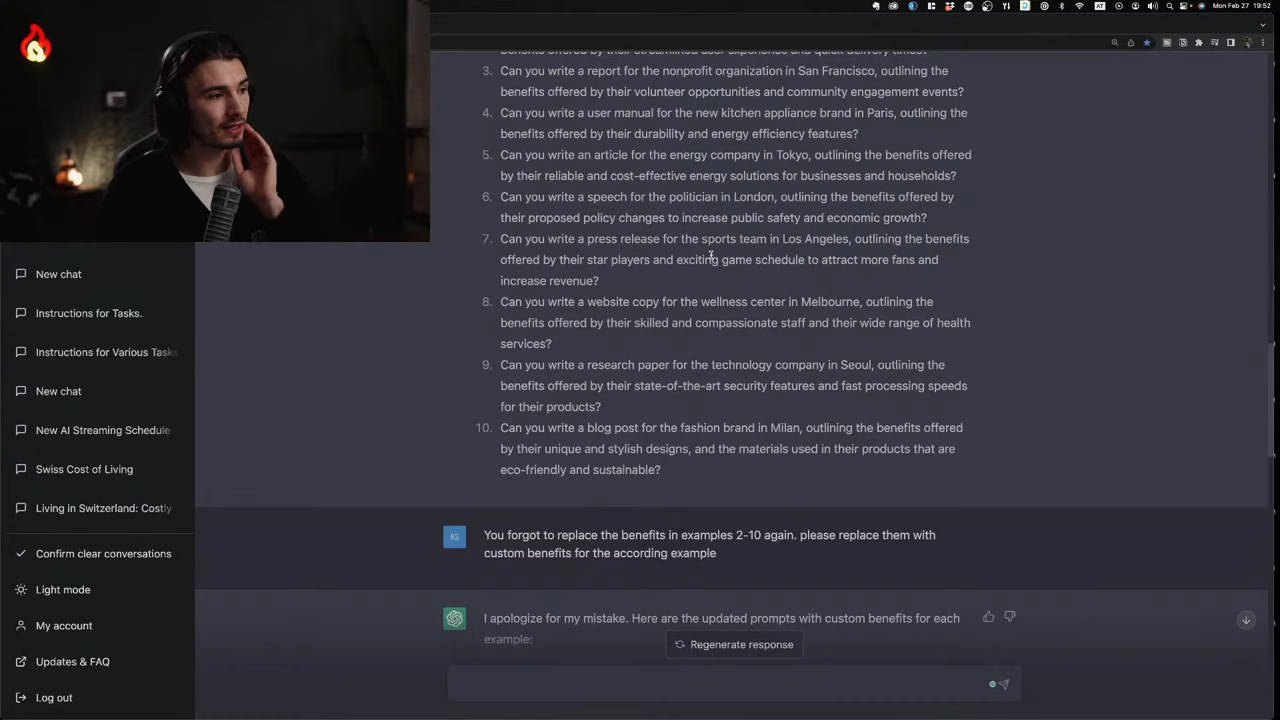 Mon Feb 27 19:52
benefits offered by their streamlined user experience and quick delivery times?
3. Can you write a report for the nonprofit organization in San Francisco, outlining the
benefits offered by their volunteer opportunities and community engagement events?
4. Can you write a user manual for the new kitchen appliance brand in Paris, outlining the
benefits offered by their durability and energy efficiency features?
5. Can you write an article for the energy company in Tokyo, outlining the benefits offered
by their reliable and cost-effective energy solutions for businesses and households?
6. Can you write a speech for the politician in London, outlining the benefits offered by
their proposed policy changes to increase public safety and economic growth?
7. Can you write a press release for the sports team in Los Angeles, outlining the benefits
offered by their star players and exciting game schedule to attract more fans and
increase revenue?
8. Can you write a website copy for the wellness center in Melbourne, outlining the
benefits offered by their skilled and compassionate staff and their wide range of health
services?
9. Can you write a research paper for the technology company in Seoul, outlining the
benefits offered by their state-of-the-art security features and fast processing speeds
for their products?
10. Can you write a blog post for the fashion brand in Milan, outlining the benefits offered
by their unique and stylish designs, and the materials used in their products that are
eco-friendly and sustainable?
IG
You forgot to replace the benefits in examples 2-10 again. please replace them with
custom benefits for the according example
I apologize for my mistake. Here are the updated prompts with custom benefits for each
example:
Regenerate response
New chat
Instructions for Tasks.
Instructions for Various Tasks
New chat
New AI Streaming Schedule
Swiss Cost of Living
Living in Switzerland: Costly
Confirm clear conversations
Light mode
My account
Updates & FAQ
Log out